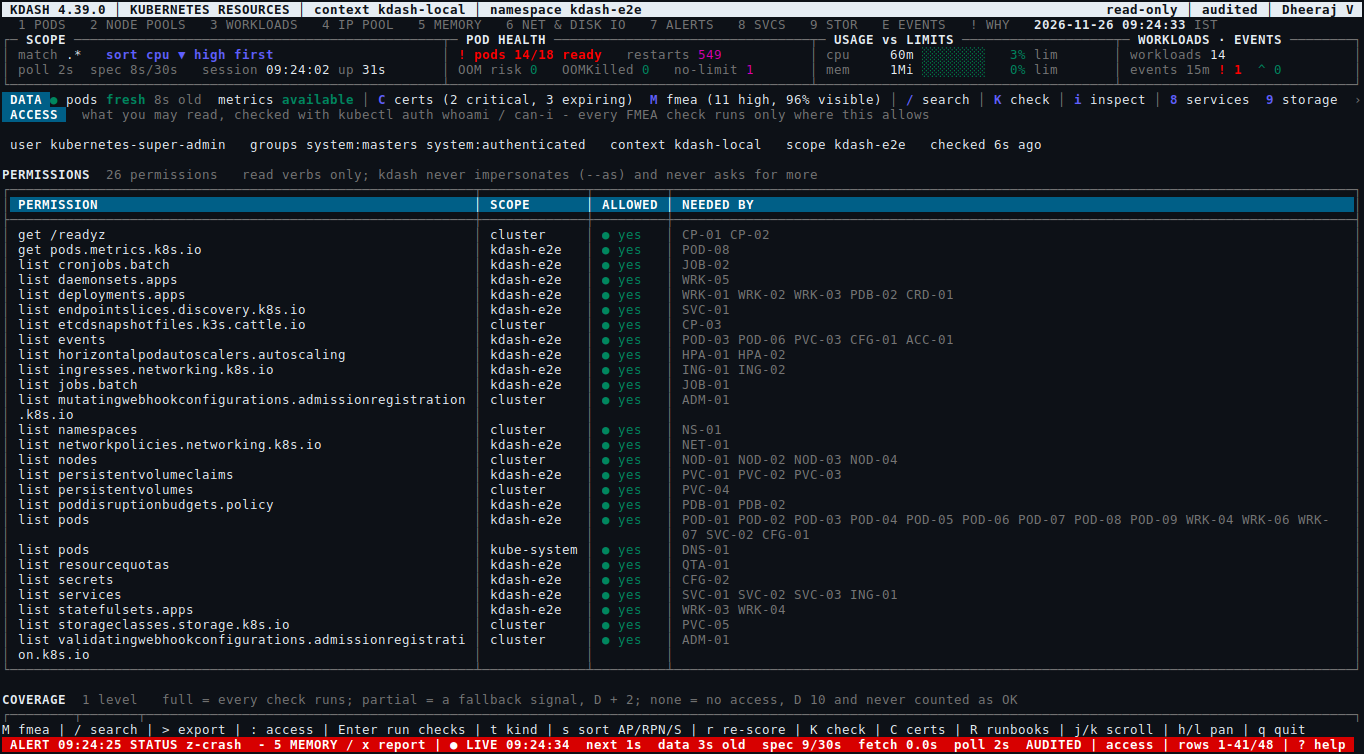 KDASH 4.39.0 │ KUBERNETES RESOURCES │ context kdash-local │ namespace kdash-e2e read-only │ audited │ Dheeraj V
1 PODS 2 NODE POOLS 3 WORKLOADS 4 IP POOL 5 MEMORY 6 NET & DISK IO 7 ALERTS 8 SVCS 9 STOR E EVENTS ! WHY 2026-11-26 09:24:33 IST
SCOPE POD HEALTH USAGE vs LIMITS WORKLOADS · EVENTS
match .* sort cpu ▼ high first ! pods 14/18 ready restarts 549 cpu 60m 3% lim workloads 14
poll 2s spec 8s/30s session 09:24:02 up 31s OOM risk 0 OOMKilled 0 no-limit 1 mem 1Mi 0% lim events 15m ! 1 ^ 0
DATA ● pods fresh 8s old metrics available │ C certs (2 critical, 3 expiring) M fmea (11 high, 96% visible) │ / search │ K check │ i inspect │ 8 services 9 storage ›
ACCESS what you may read, checked with kubectl auth whoami / can-i - every FMEA check runs only where this allows
user kubernetes-super-admin groups system:masters system:authenticated context kdash-local scope kdash-e2e checked 6s ago
PERMISSIONS 26 permissions read verbs only; kdash never impersonates (--as) and never asks for more
PERMISSION │ SCOPE │ ALLOWED │ NEEDED BY
get /readyz cluster ● yes CP-01 CP-02
get pods.metrics.k8s.io kdash-e2e ● yes POD-08
list cronjobs.batch kdash-e2e ● yes JOB-02
list daemonsets.apps kdash-e2e ● yes WRK-05
list deployments.apps kdash-e2e ● yes WRK-01 WRK-02 WRK-03 PDB-02 CRD-01
list endpointslices.discovery.k8s.io kdash-e2e ● yes SVC-01
list etcdsnapshotfiles.k3s.cattle.io cluster ● yes CP-03
list events kdash-e2e ● yes POD-03 POD-06 PVC-03 CFG-01 ACC-01
list horizontalpodautoscalers.autoscaling kdash-e2e ● yes HPA-01 HPA-02
list ingresses.networking.k8s.io kdash-e2e ● yes ING-01 ING-02
list jobs.batch kdash-e2e ● yes JOB-01
list mutatingwebhookconfigurations.admissionregistration cluster ● yes ADM-01
.k8s.io
list namespaces cluster ● yes NS-01
list networkpolicies.networking.k8s.io kdash-e2e ● yes NET-01
list nodes cluster ● yes NOD-01 NOD-02 NOD-03 NOD-04
list persistentvolumeclaims kdash-e2e ● yes PVC-01 PVC-02 PVC-03
list persistentvolumes cluster ● yes PVC-04
list poddisruptionbudgets.policy kdash-e2e ● yes PDB-01 PDB-02
list pods kdash-e2e ● yes POD-01 POD-02 POD-03 POD-04 POD-05 POD-06 POD-07 POD-08 POD-09 WRK-04 WRK-06 WRK-
07 SVC-02 CFG-01
list pods kube-system ● yes DNS-01
list resourcequotas kdash-e2e ● yes QTA-01
list secrets kdash-e2e ● yes CFG-02
list services kdash-e2e ● yes SVC-01 SVC-02 SVC-03 ING-01
list statefulsets.apps kdash-e2e ● yes WRK-03 WRK-04
list storageclasses.storage.k8s.io cluster ● yes PVC-05
list validatingwebhookconfigurations.admissionregistrati cluster ● yes ADM-01
on.k8s.io
COVERAGE 1 level full = every check runs; partial = a fallback signal, D + 2; none = no access, D 10 and never counted as OK
M fmea | / search | > export | : access | Enter run checks | t kind | s sort AP/RPN/S | r re-score | K check | C certs | R runbooks | j/k scroll | h/l pan | q quit
ALERT 09:24:25 STATUS z-crash - 5 MEMORY / x report | ● LIVE 09:24:34 next 1s data 3s old spec 9/30s fetch 0.0s poll 2s AUDITED | access | rows 1-41/48 | ? help